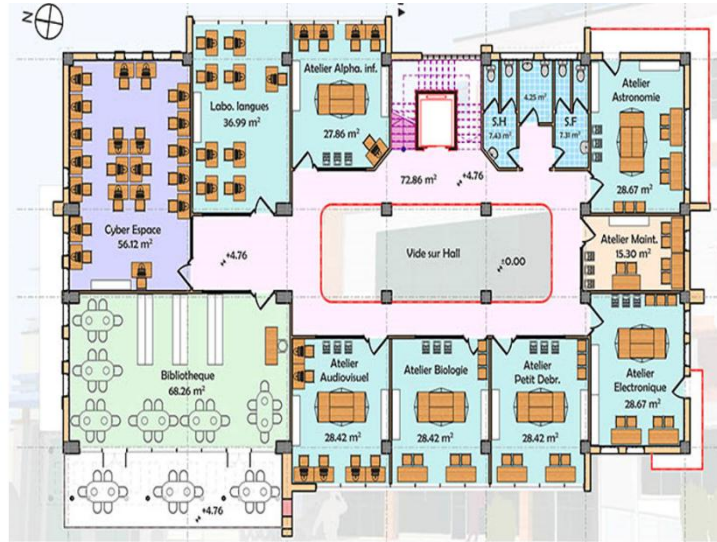 N
Labo. langues
36.99 m²
Atelier Alpha. inf.
27.86 m²
S.H
7.43 m²
4.25 m²
S.F
7.31 m²
Atelier
Astronomie
28.67 m²
72.86 m²
+4.76
Cyber Espace
56.12 m²
+4.76
Vide sur Hall
±0.00
Atelier Maint.
15.30 m²
Bibliotheque
68.26 m²
Atelier
Audiovisuel
28.42 m²
Atelier Biologie
28.42 m²
Atelier
Petit Debr.
28.42 m²
Atelier
Electronique
28.67 m²
+4.76